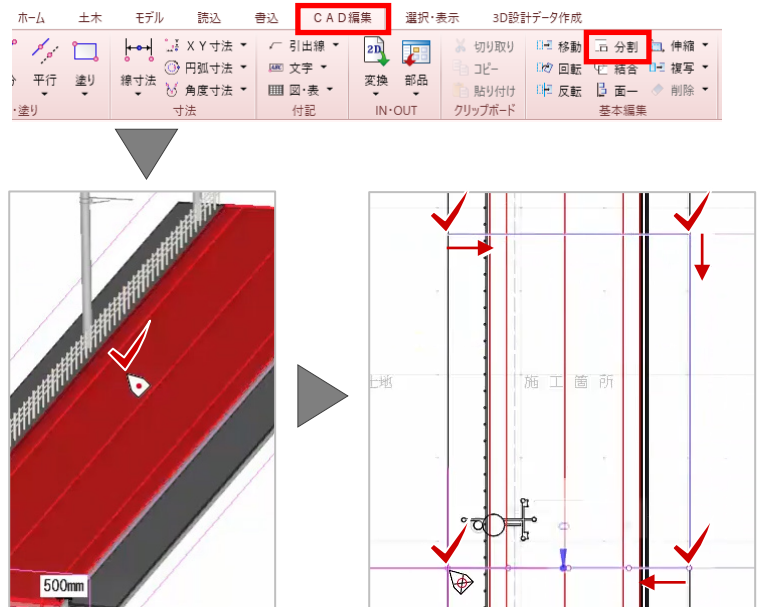 ホーム 土木 モデル 読込 書込 CAD編集 選択・表示 3D設計データ作成
XY寸法 引出線 切り取り 移動 分割 伸縮
平行 塗り 線寸法 円弧寸法 文字 変換 部品 コピー 回転 結合 複写
角度寸法 図・表 貼り付け 反転 面一 削除
・塗り 寸法 付記 IN・OUT クリップボード 基本編集
2D
ABC
土地 施工箇所
500mm